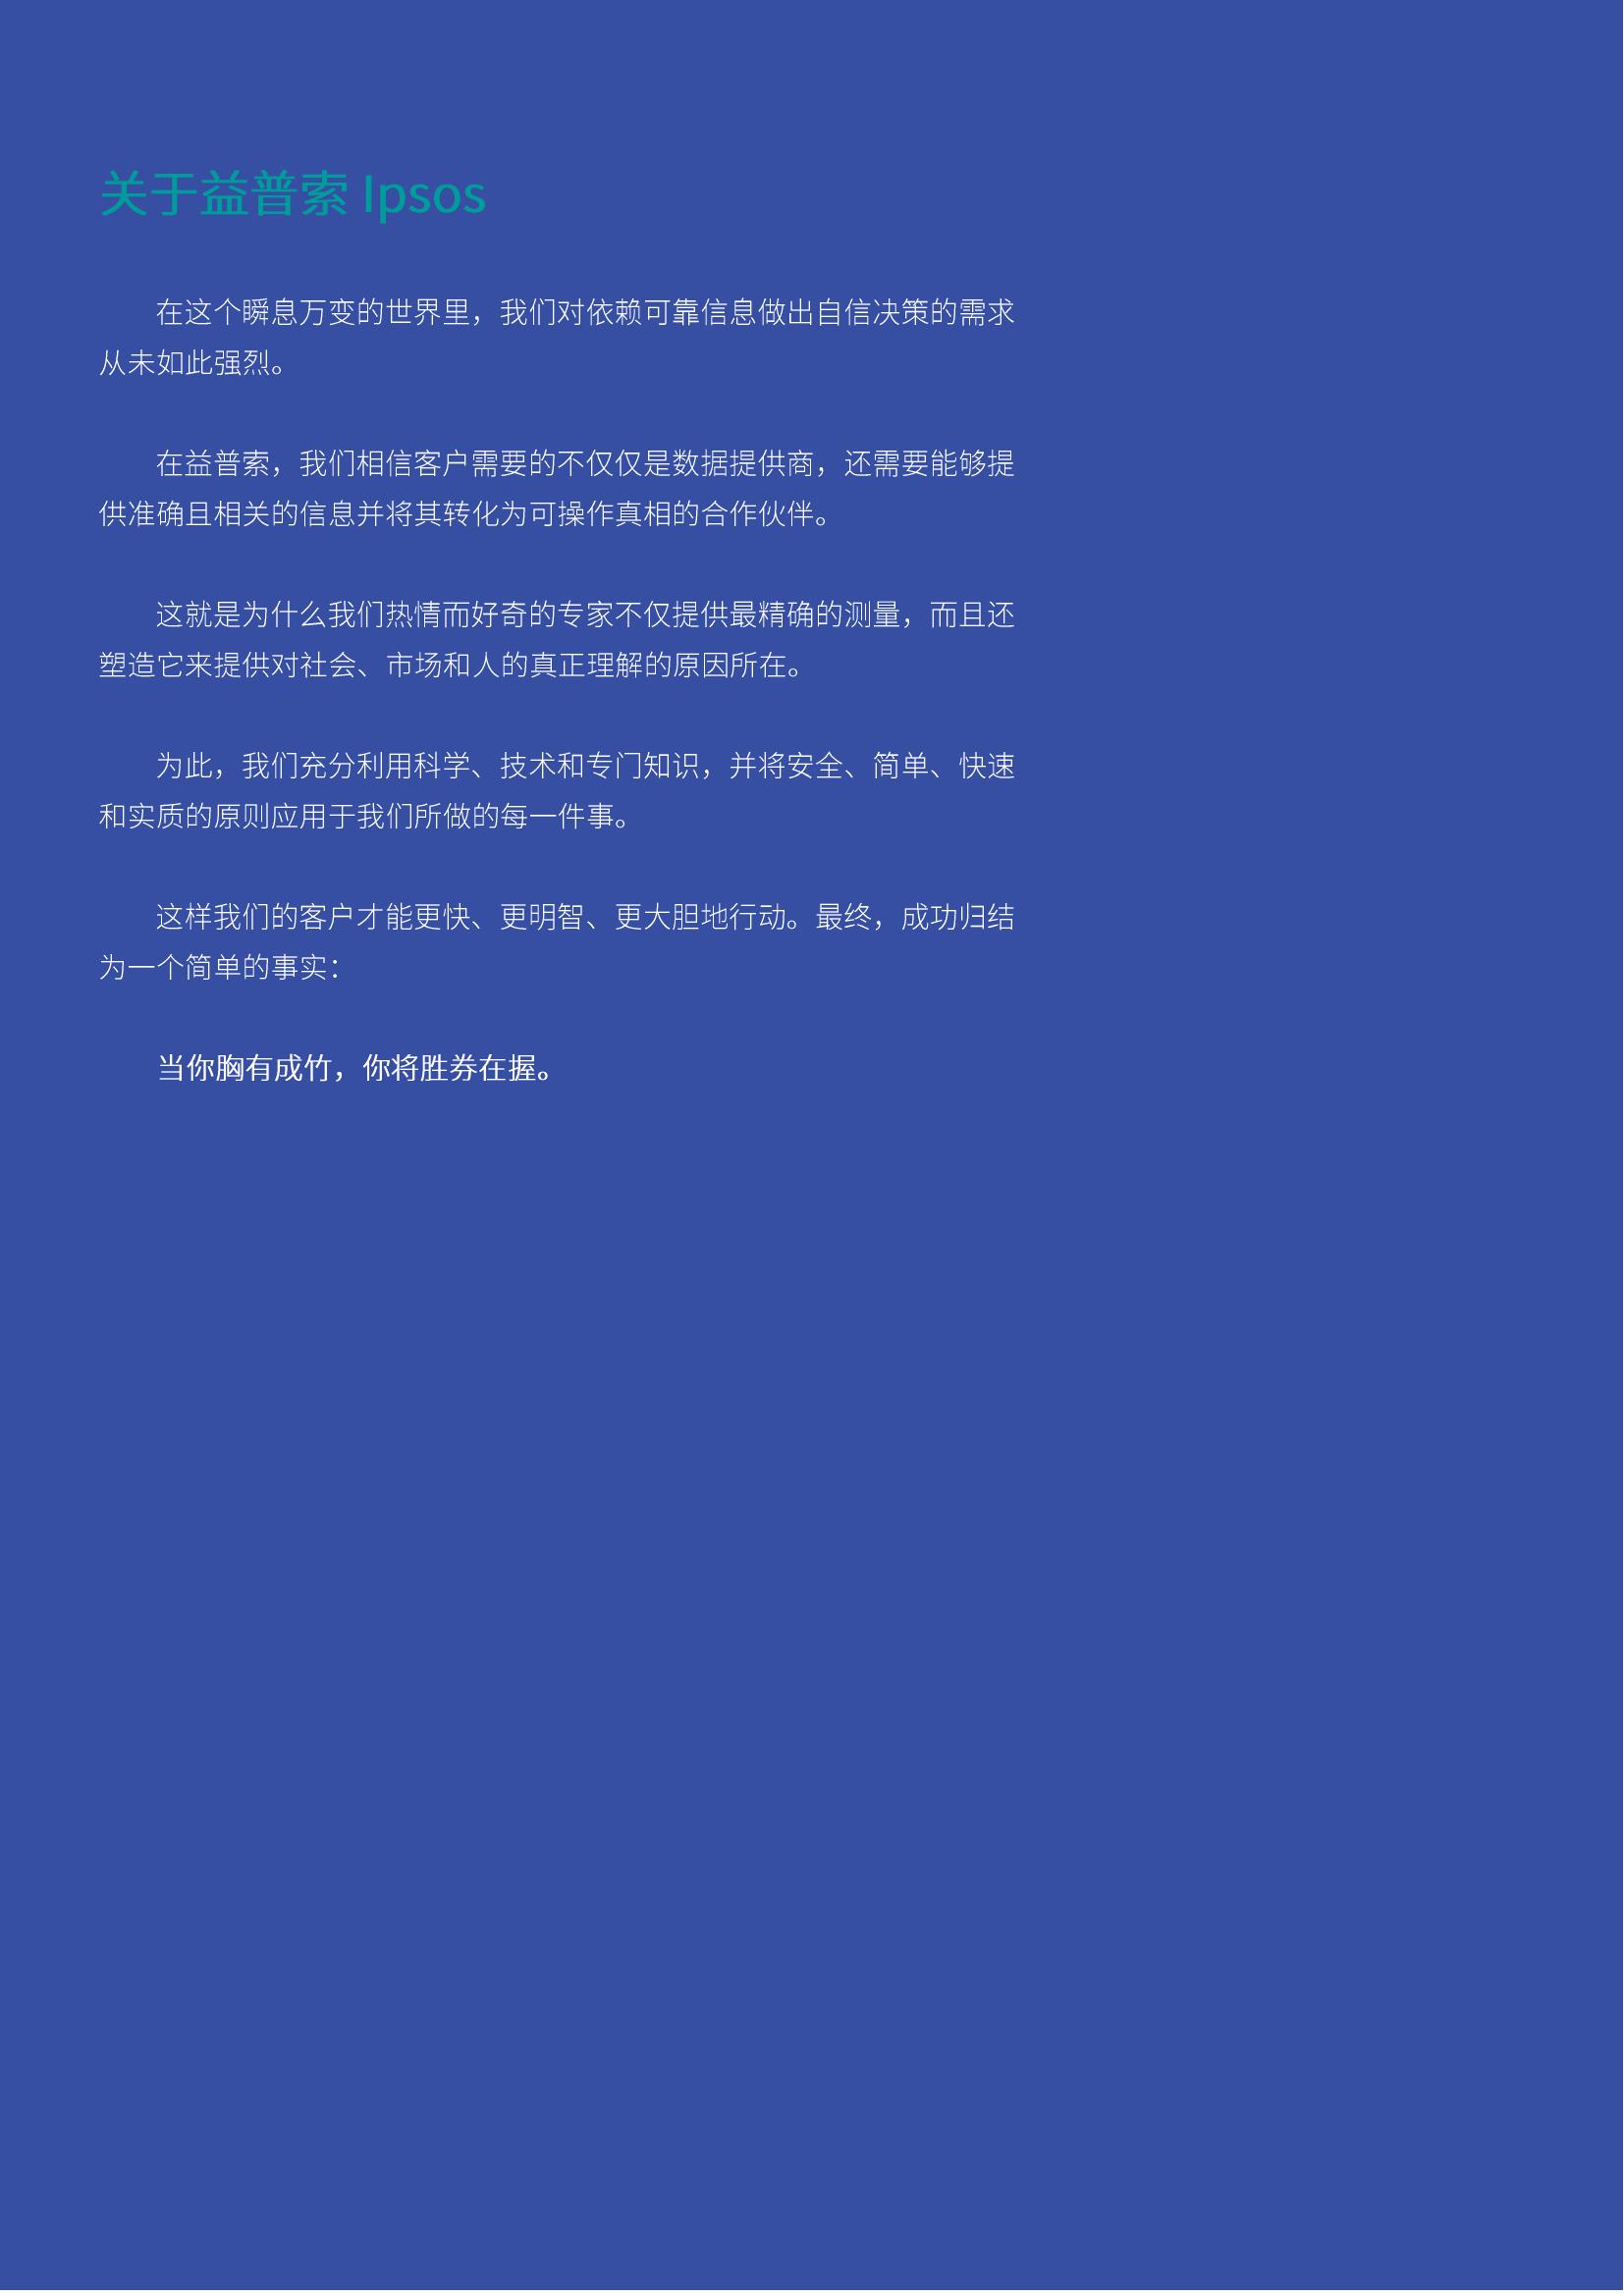 关于益普索 Ipsos
在这个瞬息万变的世界里，我们对依赖可靠信息做出自信决策的需求
从未如此强烈。
在益普索，我们相信客户需要的不仅仅是数据提供商，还需要能够提
供准确且相关的信息并将其转化为可操作真相的合作伙伴。
这就是为什么我们热情而好奇的专家不仅提供最精确的测量，而且还
塑造它来提供对社会、市场和人的真正理解的原因所在。
为此，我们充分利用科学、技术和专门知识，并将安全、简单、快速
和实质的原则应用于我们所做的每一件事。
这样我们的客户才能更快、更明智、更大胆地行动。最终，成功归结
为一个简单的事实：
当你胸有成竹，你将胜券在握。